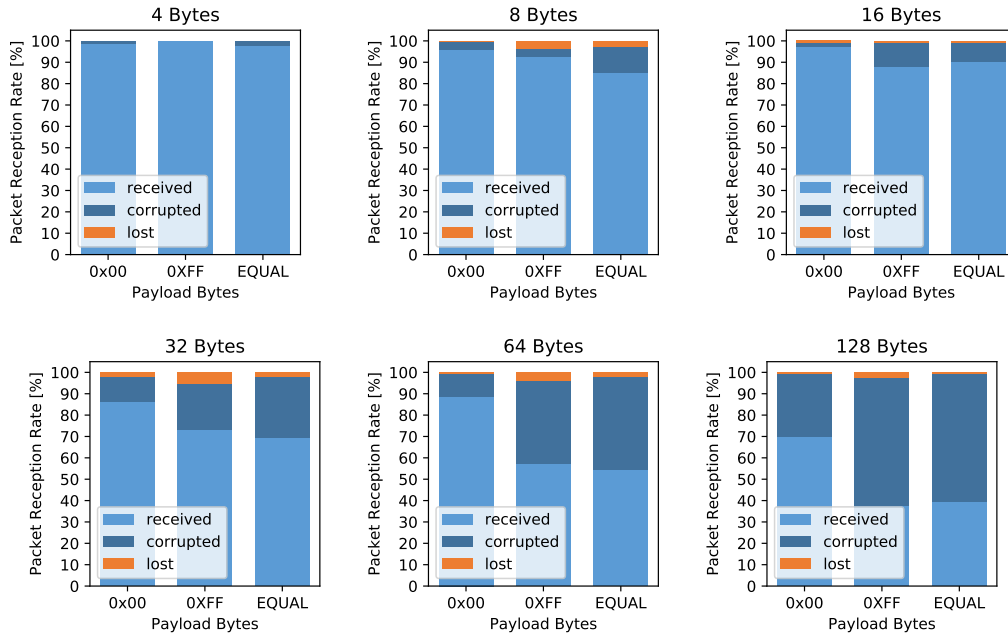 4 Bytes
Packet Reception Rate [%]
100
90
80
70
60
50
40
30
20
10
0
received
corrupted
lost
0x00 0XFF EQUAL
Payload Bytes
8 Bytes
Packet Reception Rate [%]
100
90
80
70
60
50
40
30
20
10
0
received
corrupted
lost
0x00 0XFF EQUAL
Payload Bytes
16 Bytes
Packet Reception Rate [%]
100
90
80
70
60
50
40
30
20
10
0
received
corrupted
lost
0x00 0XFF EQUAL
Payload Bytes
32 Bytes
Packet Reception Rate [%]
100
90
80
70
60
50
40
30
20
10
0
received
corrupted
lost
0x00 0XFF EQUAL
Payload Bytes
64 Bytes
Packet Reception Rate [%]
100
90
80
70
60
50
40
30
20
10
0
received
corrupted
lost
0x00 0XFF EQUAL
Payload Bytes
128 Bytes
Packet Reception Rate [%]
100
90
80
70
60
50
40
30
20
10
0
received
corrupted
lost
0x00 0XFF EQUAL
Payload Bytes